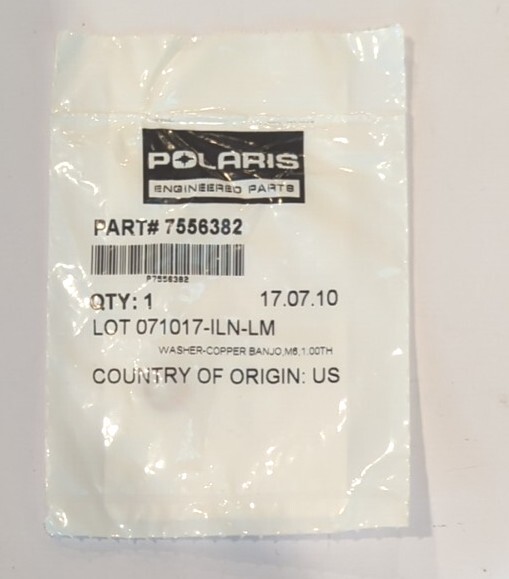 POLARIS
ENGINEERED PARTS
PART# 7556382
P7556382
QTY: 1 17.07.10
LOT 071017-ILN-LM
WASHER-COPPER BANJO,M6,1.00TH
COUNTRY OF ORIGIN: US